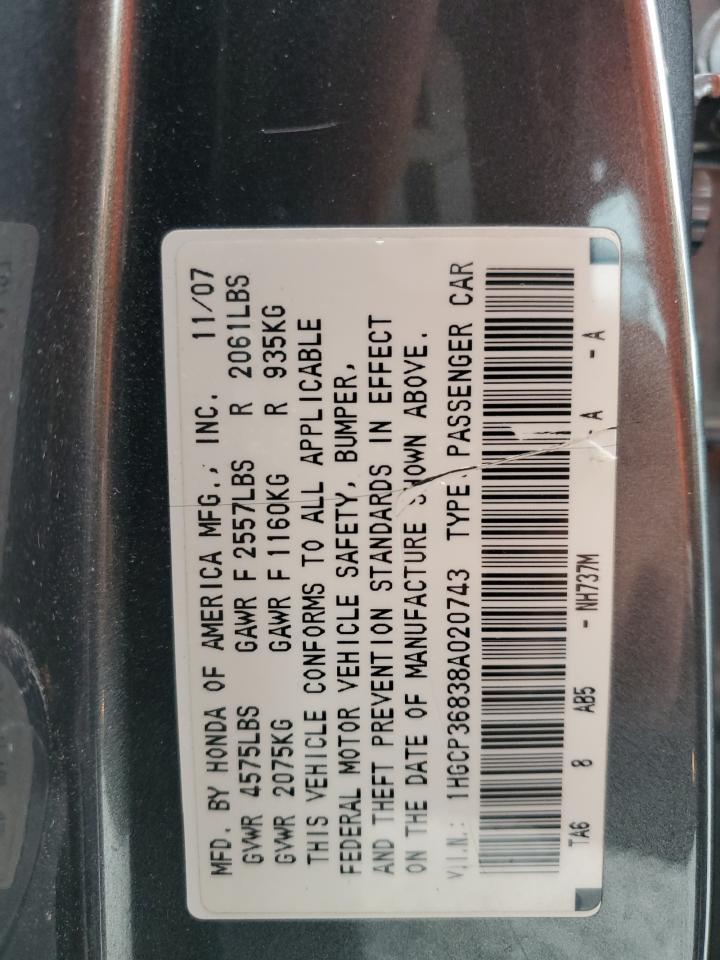 MFD. BY HONDA OF AMERICA MFG., INC. 11/07
GVWR 4575LBS GAWR F 2557LBS R 2061LBS
GVWR 2075KG GAWR F 1160KG R 935KG
THIS VEHICLE CONFORMS TO ALL APPLICABLE
FEDERAL MOTOR VEHICLE SAFETY, BUMPER,
AND THEFT PREVENTION STANDARDS IN EFFECT
ON THE DATE OF MANUFACTURE SHOWN ABOVE.
V.I.N.: 1HGCP36838A020743 TYPE: PASSENGER CAR
TA6 8 AB5 - NH737M A - A